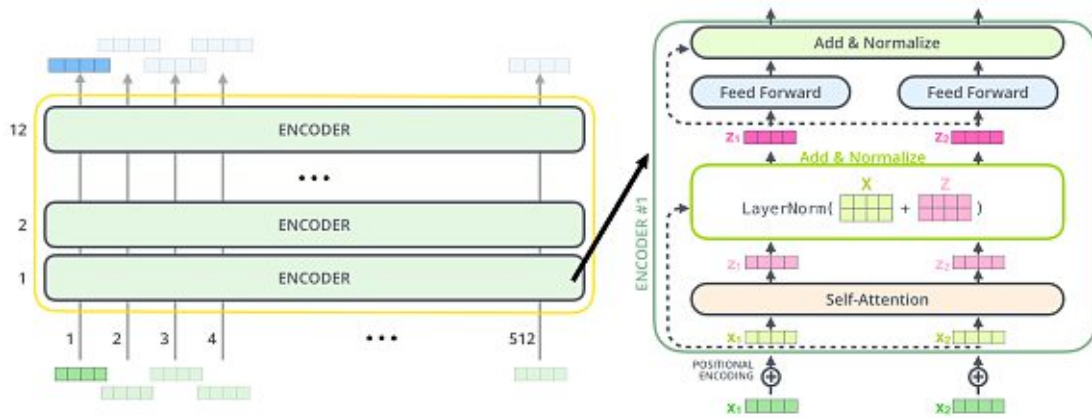 12
ENCODER
...
2
ENCODER
1
ENCODER
1
2
3
4
...
512
ENCODER #1
Add & Normalize
Feed Forward
Feed Forward
z₁
z₂
Add & Normalize
X
Z
LayerNorm( + )
z₁
z₂
Self-Attention
x₁
x₂
POSITIONAL
ENCODING
x₁
x₂